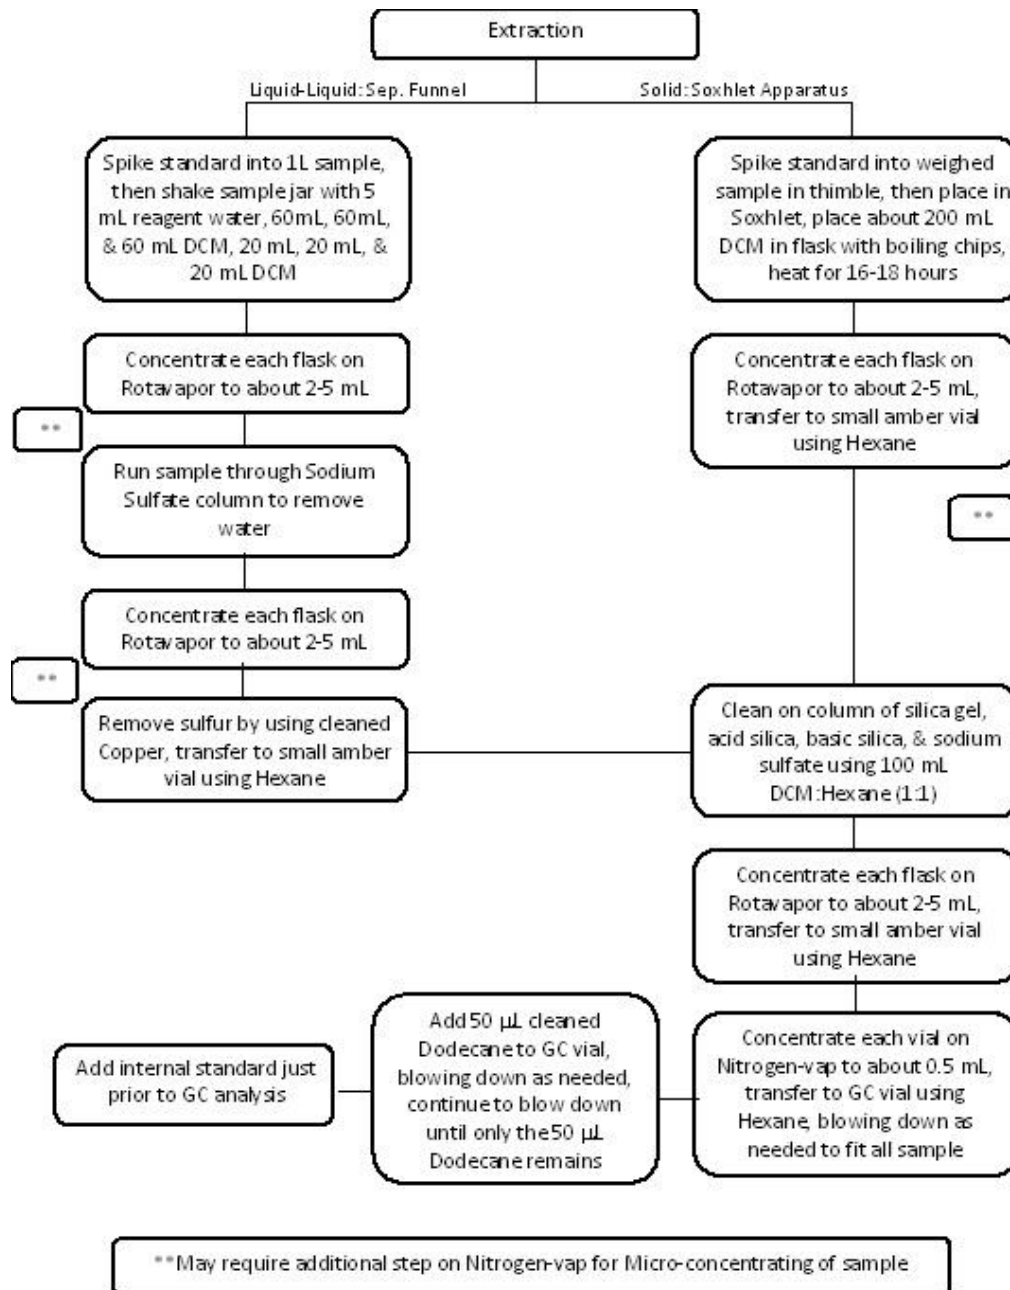 Extraction
Liquid-Liquid: Sep. Funnel
Solid: Soxhlet Apparatus
Spike standard into 1L sample,
then shake sample jar with 5
mL reagent water, 60mL, 60mL,
& 60 mL DCM, 20 mL, 20 mL, &
20 mL DCM
Concentrate each flask on
Rotavapor to about 2-5 mL
**
Run sample through Sodium
Sulfate column to remove
water
Concentrate each flask on
Rotavapor to about 2-5 mL
**
Remove sulfur by using cleaned
Copper, transfer to small amber
vial using Hexane
Spike standard into weighed
sample in thimble, then place in
Soxhlet, place about 200 mL
DCM in flask with boiling chips,
heat for 16-18 hours
Concentrate each flask on
Rotavapor to about 2-5 mL,
transfer to small amber vial
using Hexane
**
Clean on column of silica gel,
acid silica, basic silica, & sodium
sulfate using 100 mL
DCM:Hexane (1:1)
Concentrate each flask on
Rotavapor to about 2-5 mL,
transfer to small amber vial
using Hexane
Concentrate each vial on
Nitrogen-vap to about 0.5 mL,
transfer to GC vial using
Hexane, blowing down as
needed to fit all sample
Add 50 µL cleaned
Dodecane to GC vial,
blowing down as needed,
continue to blow down
until only the 50 µL
Dodecane remains
Add internal standard just
prior to GC analysis
**May require additional step on Nitrogen-vap for Micro-concentrating of sample